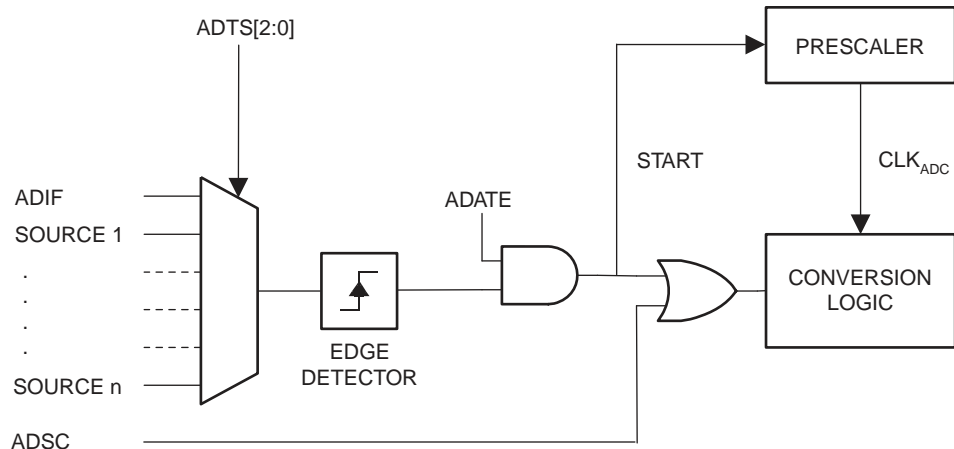 ADTS[2:0]
PRESCALER
START
CLKADC
ADIF
ADATE
SOURCE 1
.
.
.
.
CONVERSION
LOGIC
EDGE
DETECTOR
SOURCE n
ADSC